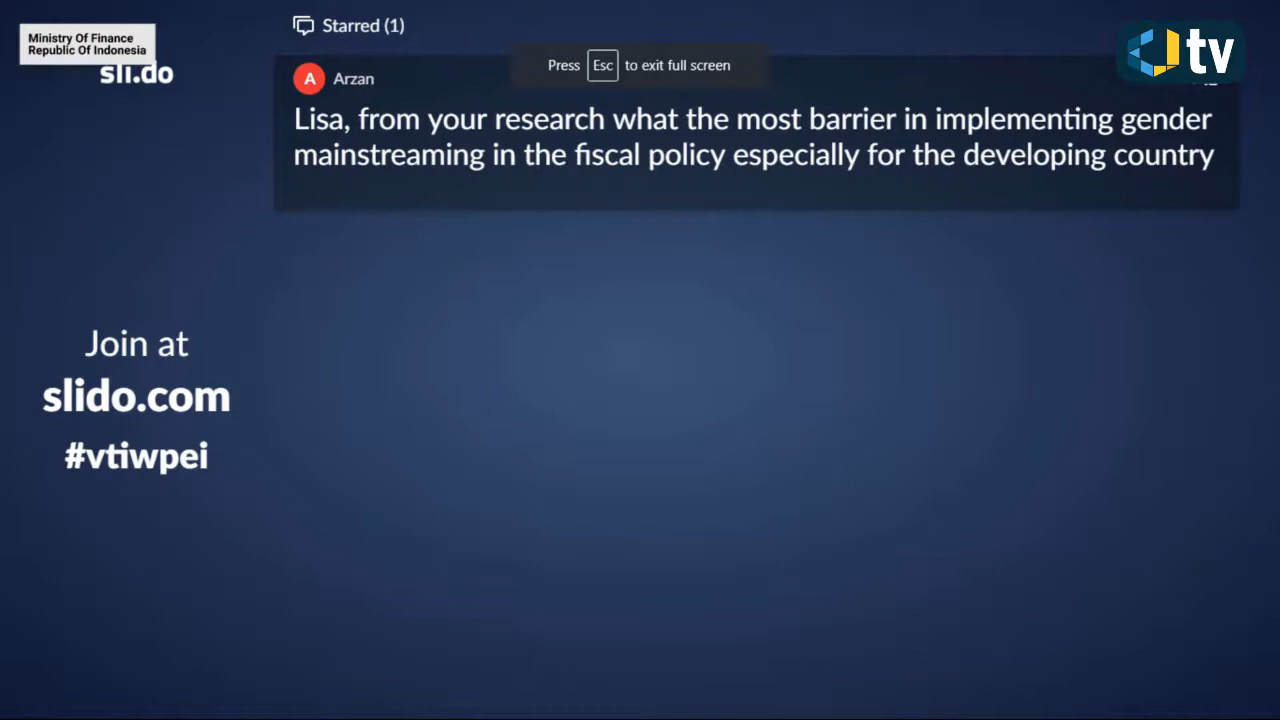 Ministry Of Finance
Republic Of Indonesia
sli.do
Starred (1)
Press Esc to exit full screen
tv
A Arzan
Lisa, from your research what the most barrier in implementing gender
mainstreaming in the fiscal policy especially for the developing country
Join at
slido.com
#vtiwpei